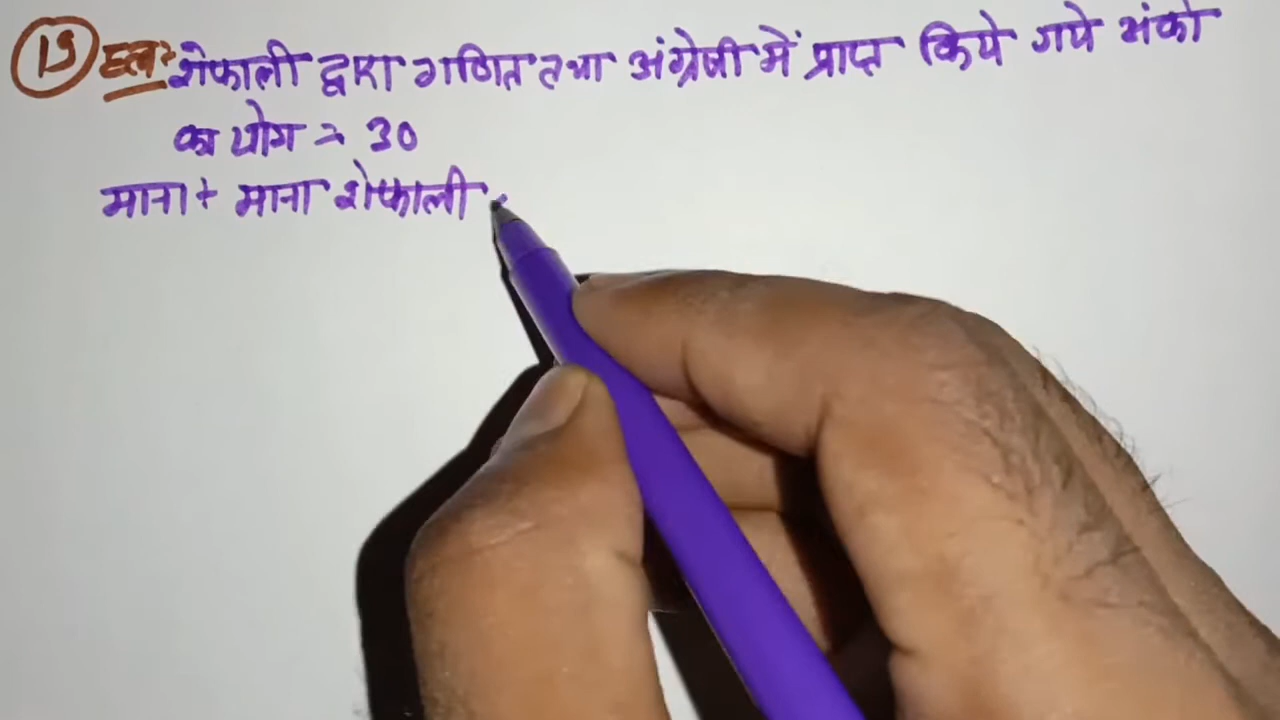 15 हल:- शेफाली द्वारा गणित तथा अंग्रेजी में प्राप्त किये गये अंको
का योग = 30
माना + माना शेफाली